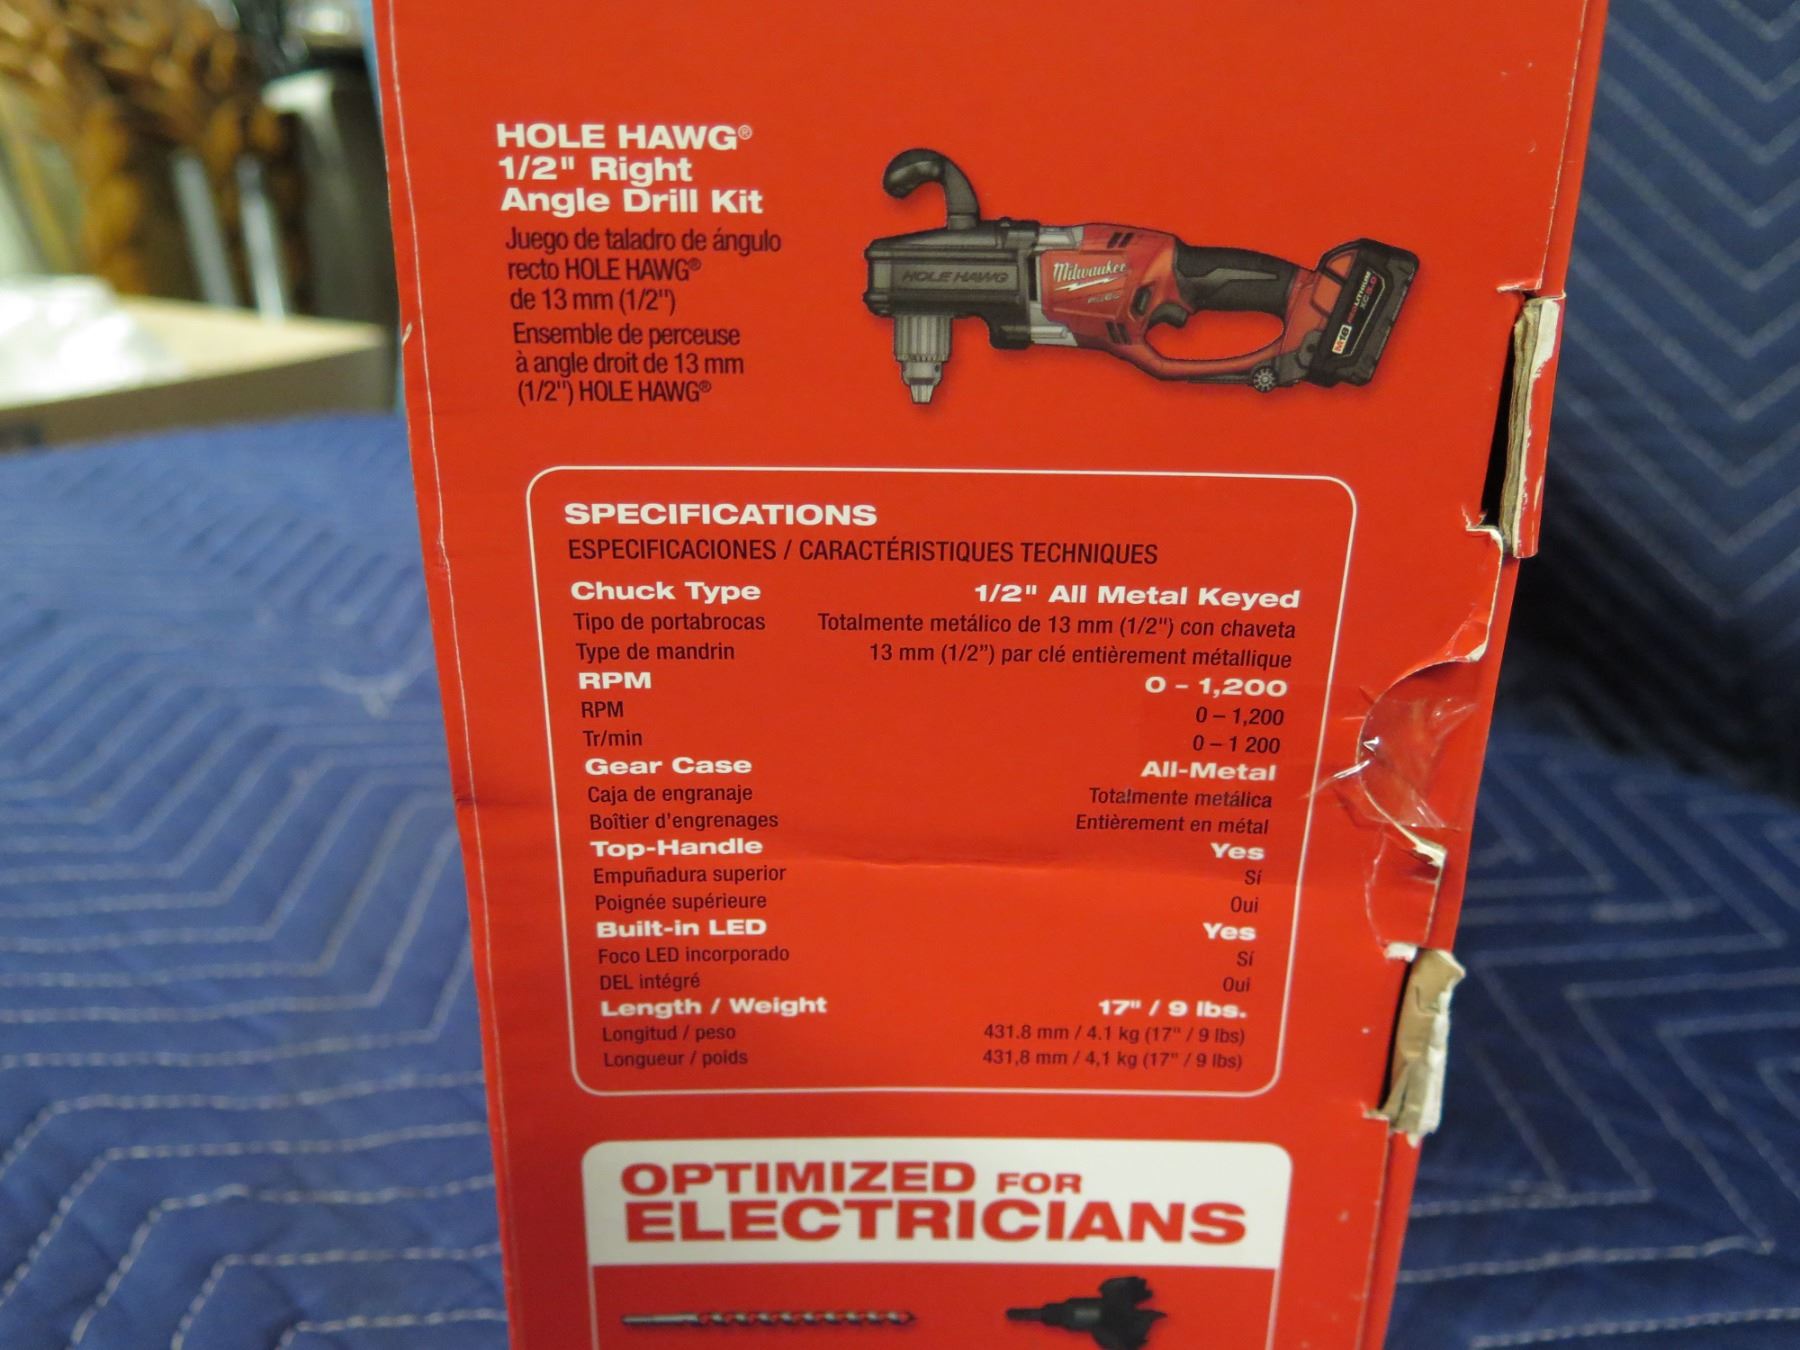 HOLE HAWG®
1/2" Right
Angle Drill Kit
Juego de taladro de ángulo
recto HOLE HAWG®
de 13 mm (1/2")
Ensemble de perceuse
à angle droit de 13 mm
(1/2") HOLE HAWG®
HOLE HAWG
Milwaukee
FUEL
M18
REDLITHIUM
XC5.0
SPECIFICATIONS
ESPECIFICACIONES / CARACTÉRISTIQUES TECHNIQUES
Chuck Type 1/2" All Metal Keyed
Tipo de portabrocas Totalmente metálico de 13 mm (1/2") con chaveta
Type de mandrin 13 mm (1/2") par clé entièrement métallique
RPM 0 – 1,200
RPM 0 – 1,200
Tr/min 0 – 1 200
Gear Case All-Metal
Caja de engranaje Totalmente metálica
Boîtier d'engrenages Entièrement en métal
Top-Handle Yes
Empuñadura superior Sí
Poignée supérieure Oui
Built-in LED Yes
Foco LED incorporado Sí
DEL intégré Oui
Length / Weight 17" / 9 lbs.
Longitud / peso 431.8 mm / 4.1 kg (17" / 9 lbs)
Longueur / poids 431,8 mm / 4,1 kg (17" / 9 lbs)
OPTIMIZED FOR
ELECTRICIANS